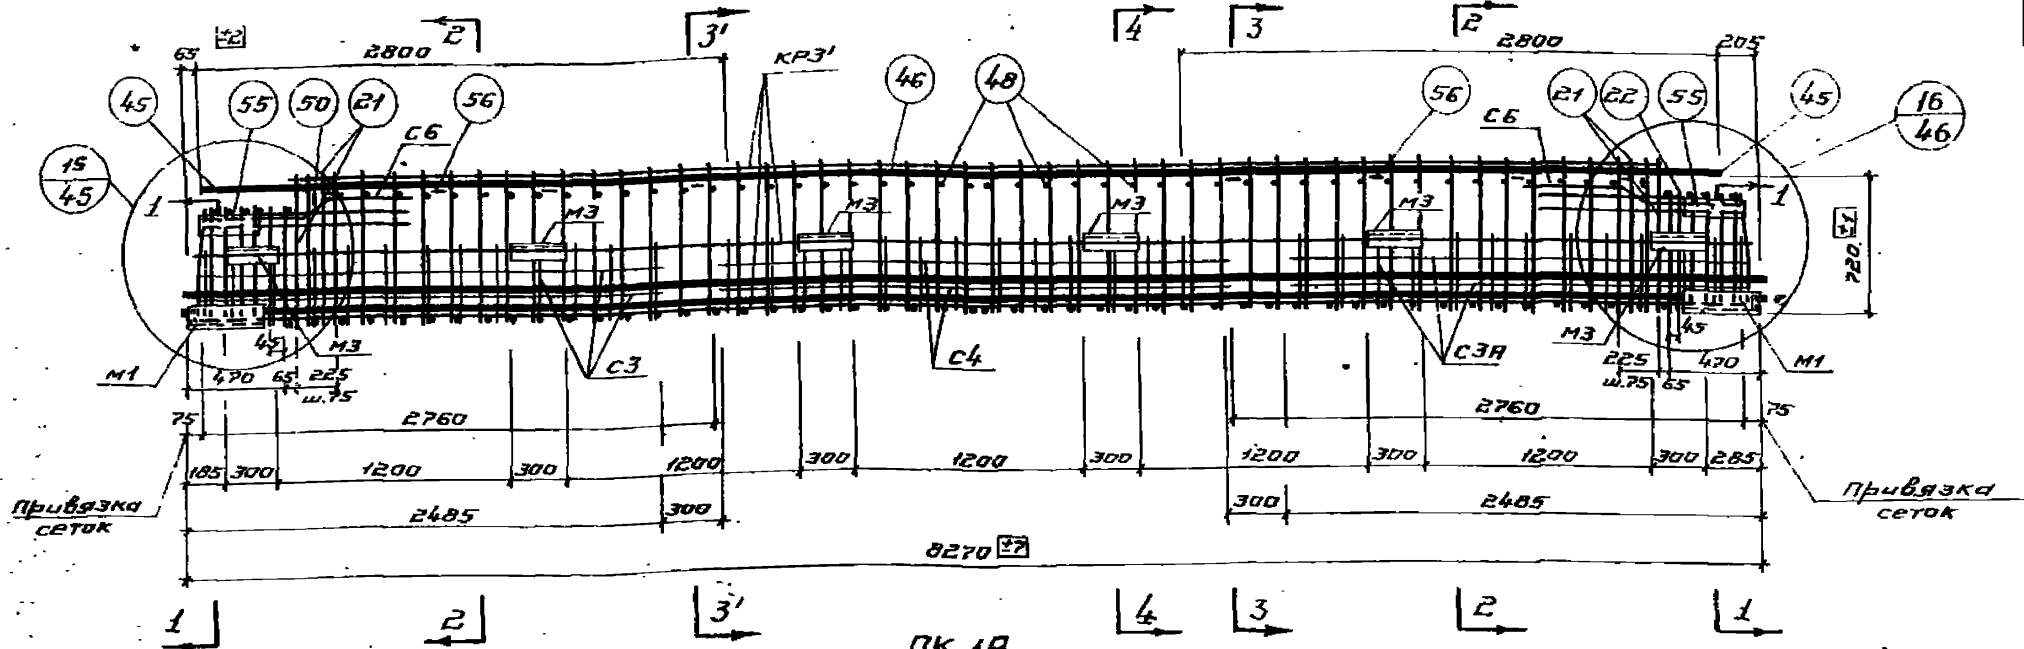 2 3' 4 3 2
65 ±2 2800 КРЗ' 2800 205
45 55 50 21 56 46 48 56 21 22 55 45
С6 С6
15
45
16
46
1 1
М3 М3 М3 М3
720 ±1
М1 45 М3 С3 С4 С3А М3 45 М1
470 65 225 225 65 470
ш.75 ш.75
75 2760 2760 75
185 300 1200 300 1200 300 1200 300 1200 300 1200 300 285
Привязка
сеток
Привязка
сеток
2485 300 300 2485
8270 ±7
1 2 3' 4 3 2 1